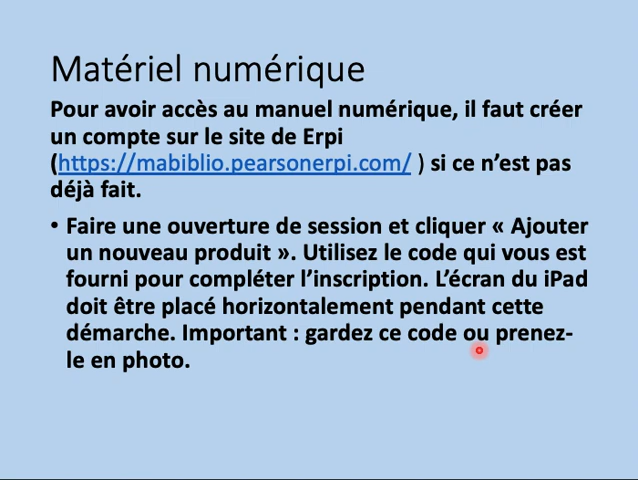 Matériel numérique
Pour avoir accès au manuel numérique, il faut créer
un compte sur le site de Erpi
(https://mabiblio.pearsonerpi.com/ ) si ce n’est pas
déjà fait.
• Faire une ouverture de session et cliquer « Ajouter
un nouveau produit ». Utilisez le code qui vous est
fourni pour compléter l’inscription. L’écran du iPad
doit être placé horizontalement pendant cette
démarche. Important : gardez ce code ou prenez-
le en photo.